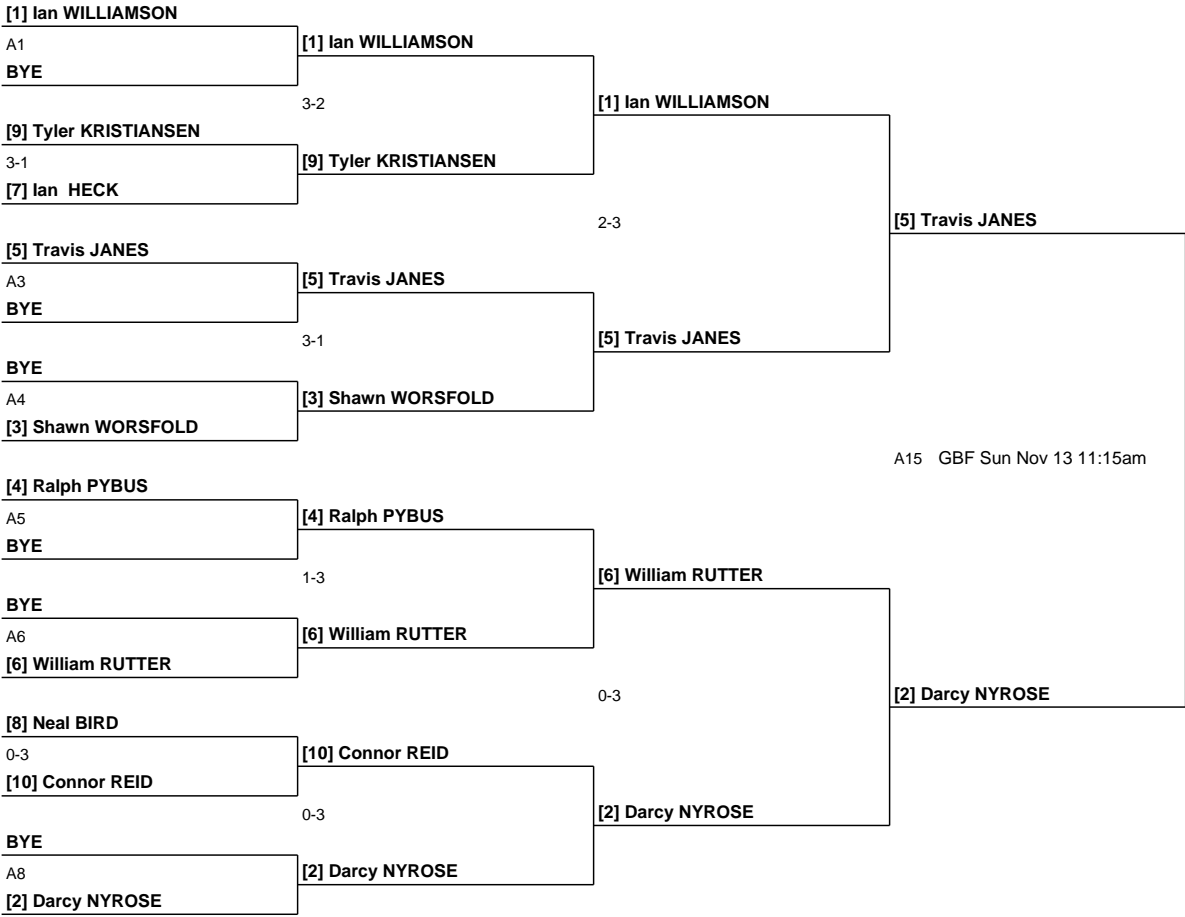 [1] Ian WILLIAMSON
A1
[1] Ian WILLIAMSON
BYE
3-2
[1] Ian WILLIAMSON
[9] Tyler KRISTIANSEN
3-1
[9] Tyler KRISTIANSEN
[7] Ian  HECK
2-3
[5] Travis JANES
[5] Travis JANES
A3
[5] Travis JANES
BYE
3-1
[5] Travis JANES
BYE
A4
[3] Shawn WORSFOLD
[3] Shawn WORSFOLD
A15 GBF Sun Nov 13 11:15am
[4] Ralph PYBUS
A5
[4] Ralph PYBUS
BYE
1-3
[6] William RUTTER
BYE
A6
[6] William RUTTER
[6] William RUTTER
0-3
[2] Darcy NYROSE
[8] Neal BIRD
0-3
[10] Connor REID
[10] Connor REID
0-3
[2] Darcy NYROSE
BYE
A8
[2] Darcy NYROSE
[2] Darcy NYROSE